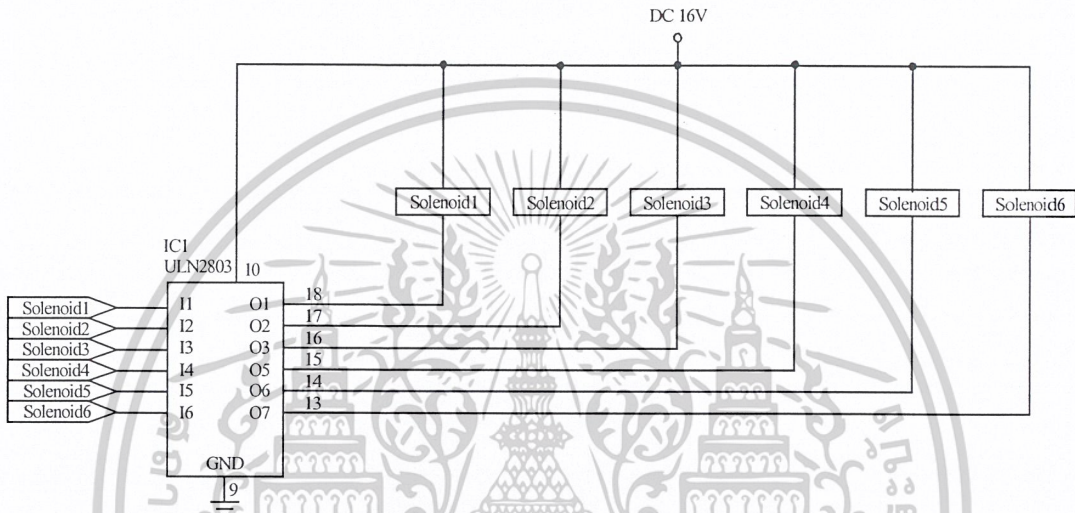 DC 16V
Solenoid1
Solenoid2
Solenoid3
Solenoid4
Solenoid5
Solenoid6
IC1
ULN2803
10
Solenoid1
Solenoid2
Solenoid3
Solenoid4
Solenoid5
Solenoid6
I1
I2
I3
I4
I5
I6
O1
O2
O3
O5
O6
O7
18
17
16
15
14
13
GND
9